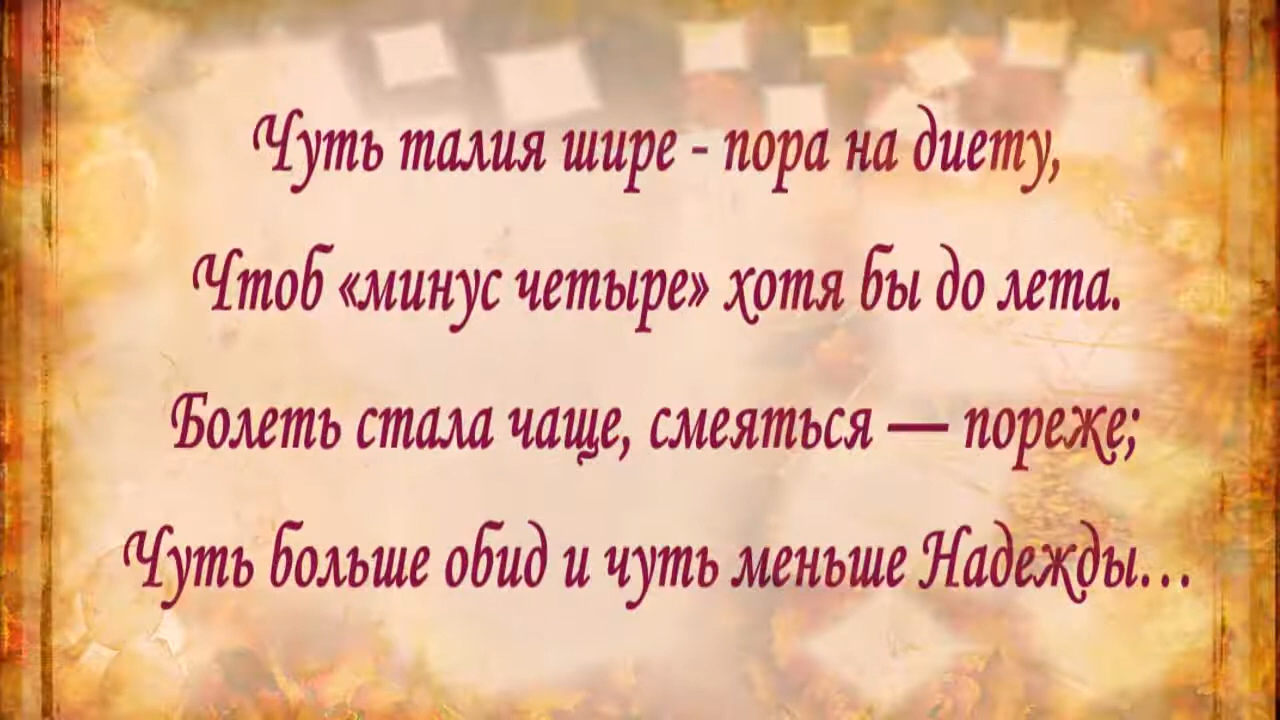 Чуть талия шире - пора на диету,
Чтоб «минус четыре» хотя бы до лета.
Болеть стала чаще, смеяться — пореже;
Чуть больше обид и чуть меньше Надежды...